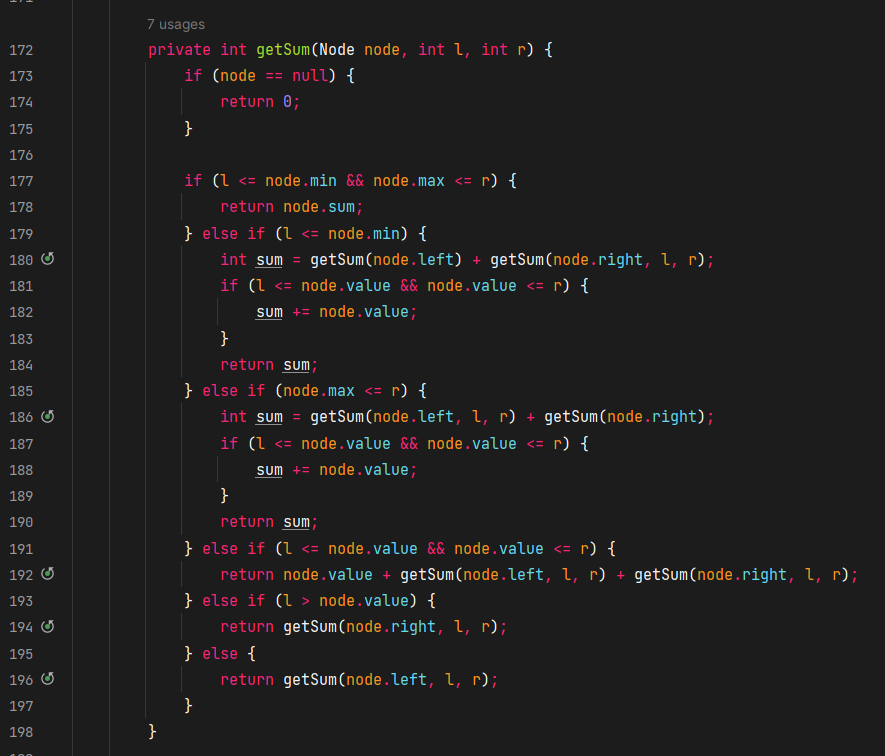 7 usages
172 private int getSum(Node node, int l, int r) {
173 if (node == null) {
174 return 0;
175 }
176
177 if (l <= node.min && node.max <= r) {
178 return node.sum;
179 } else if (l <= node.min) {
180 int sum = getSum(node.left) + getSum(node.right, l, r);
181 if (l <= node.value && node.value <= r) {
182 sum += node.value;
183 }
184 return sum;
185 } else if (node.max <= r) {
186 int sum = getSum(node.left, l, r) + getSum(node.right);
187 if (l <= node.value && node.value <= r) {
188 sum += node.value;
189 }
190 return sum;
191 } else if (l <= node.value && node.value <= r) {
192 return node.value + getSum(node.left, l, r) + getSum(node.right, l, r);
193 } else if (l > node.value) {
194 return getSum(node.right, l, r);
195 } else {
196 return getSum(node.left, l, r);
197 }
198 }